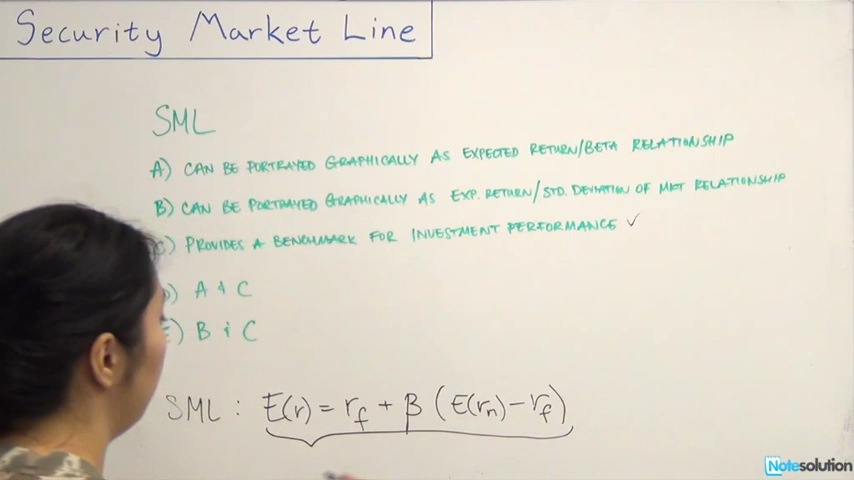 Security Market Line
SML
A) CAN BE PORTRAYED GRAPHICALLY AS EXPECTED RETURN/BETA RELATIONSHIP
B) CAN BE PORTRAYED GRAPHICALLY AS EXP. RETURN/STD. DEVIATION OF MKT RELATIONSHIP
C) PROVIDES A BENCHMARK FOR INVESTMENT PERFORMANCE ✓
) A & C
) B & C
SML : E(r) = rf + β (E(rn) - rf)
Notesolution